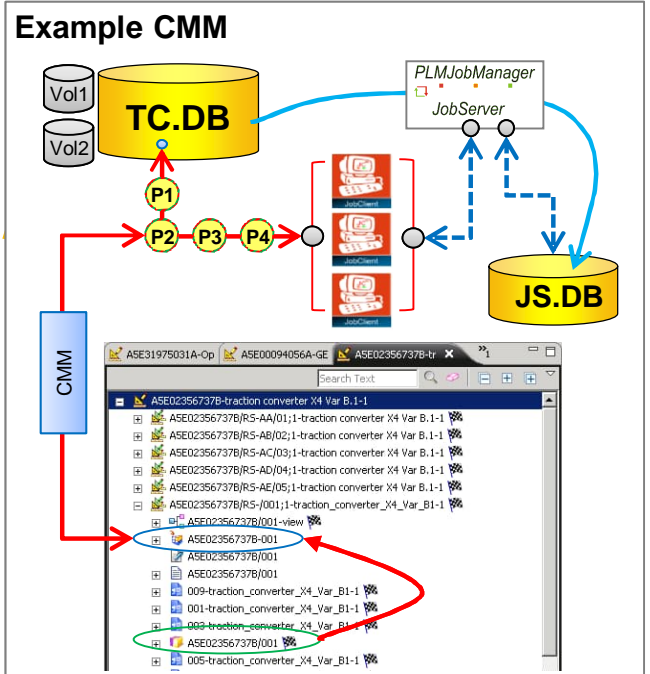 Example CMM
PLMJobManager
JobServer
Vol1
Vol2
TC.DB
P1
P2
P3
P4
JobClient
JobClient
JobClient
JS.DB
CMM
A5E31975031A-Op
A5E00094056A-GE
A5E02356737B-tr
»1
Search Text
A5E02356737B-traction converter X4 Var B.1-1
A5E02356737B/RS-AA/01;1-traction converter X4 Var B.1-1
A5E02356737B/RS-AB/02;1-traction converter X4 Var B.1-1
A5E02356737B/RS-AC/03;1-traction converter X4 Var B.1-1
A5E02356737B/RS-AD/04;1-traction converter X4 Var B.1-1
A5E02356737B/RS-AE/05;1-traction converter X4 Var B.1-1
A5E02356737B/RS-/001;1-traction_converter_X4_Var_B1-1
A5E02356737B/001-view
A5E02356737B-001
A5E02356737B/001
A5E02356737B/001
009-traction_converter_X4_Var_B1-1
001-traction_converter_X4_Var_B1-1
003-traction_converter_X4_Var_B1-1
A5E02356737B/001
005-traction_converter_X4_Var_B1-1